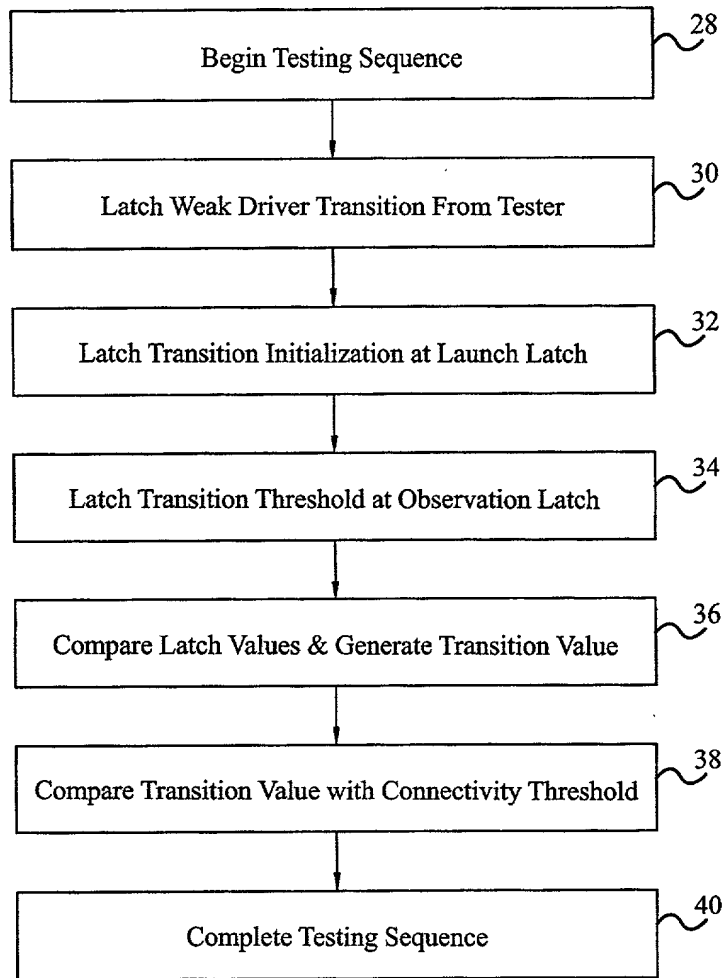 28
Begin Testing Sequence
30
Latch Weak Driver Transition From Tester
32
Latch Transition Initialization at Launch Latch
34
Latch Transition Threshold at Observation Latch
36
Compare Latch Values & Generate Transition Value
38
Compare Transition Value with Connectivity Threshold
40
Complete Testing Sequence